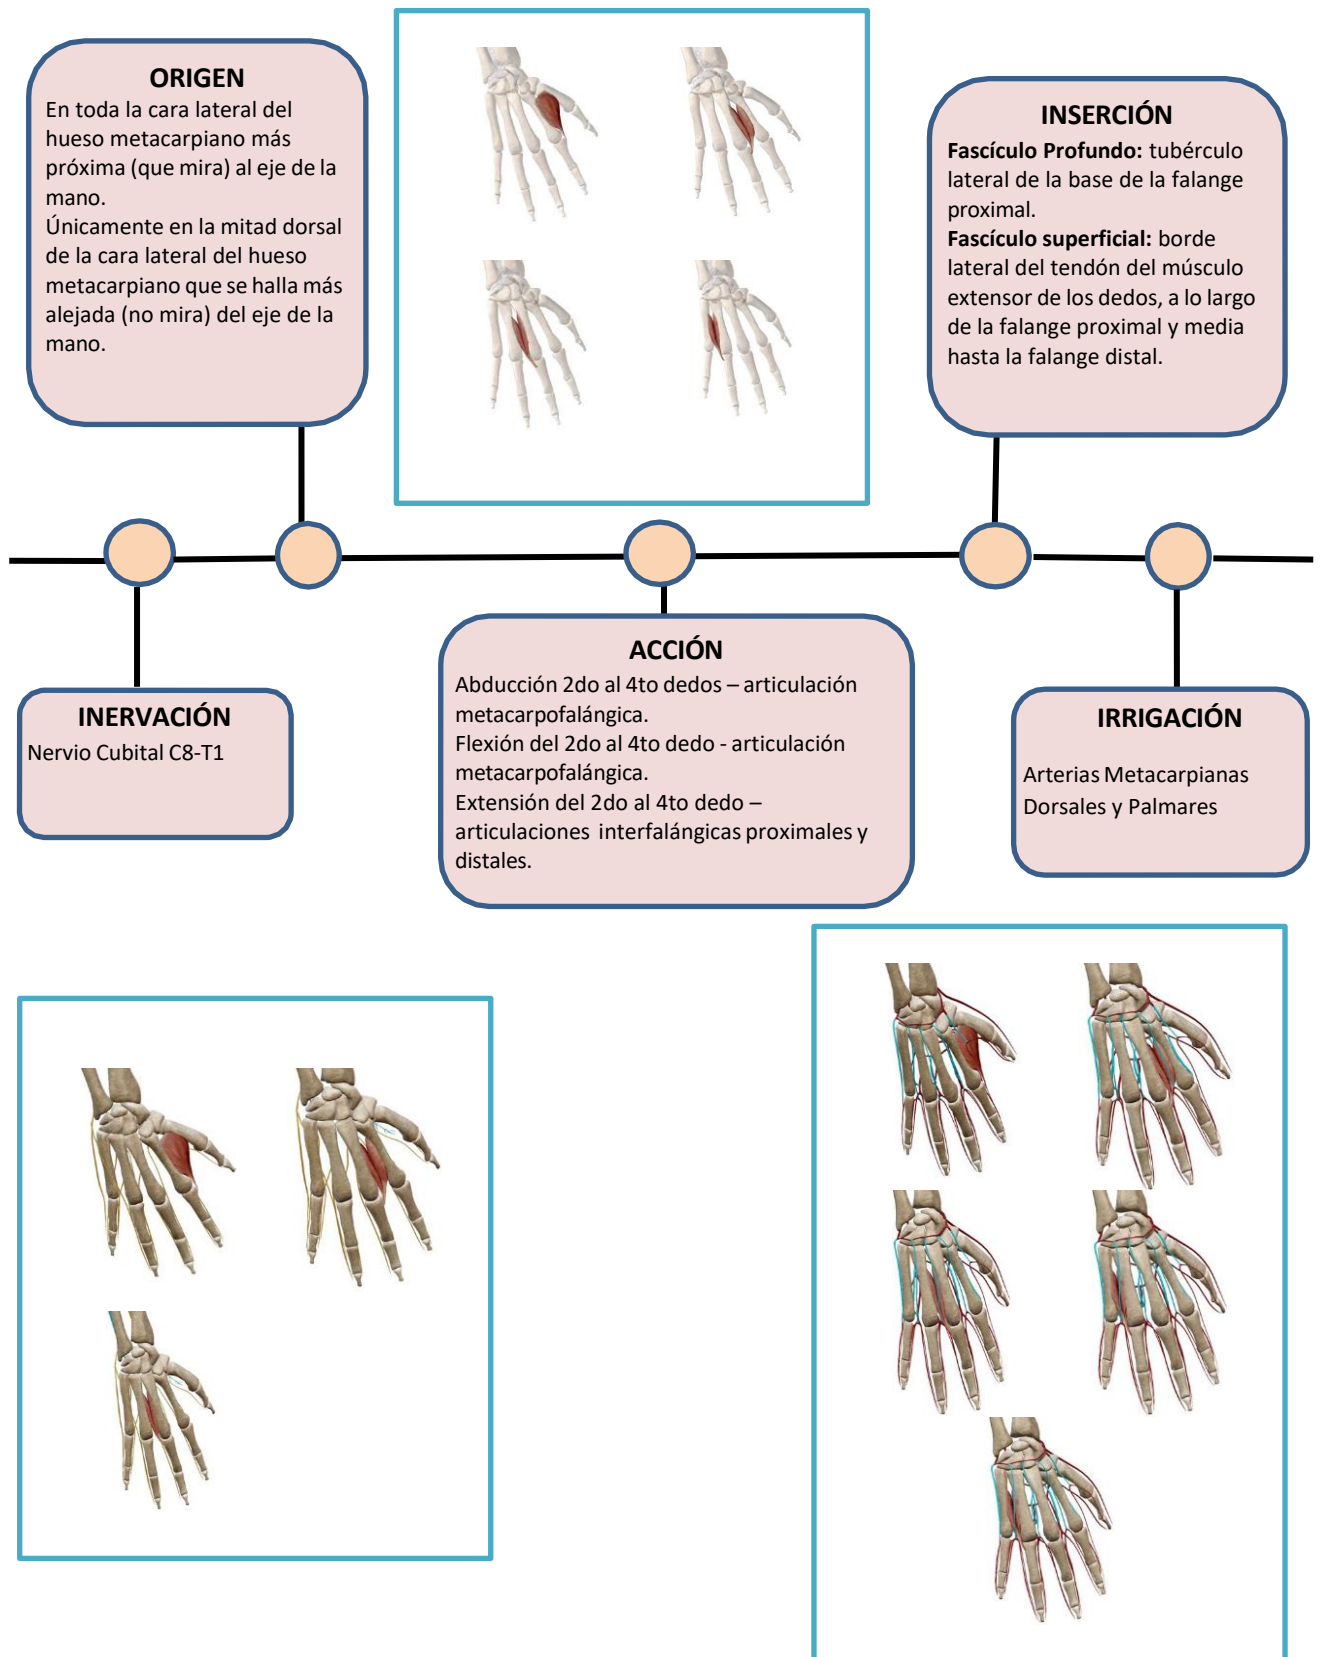 ORIGEN
En toda la cara lateral del
hueso metacarpiano más
próxima (que mira) al eje de la
mano.
Únicamente en la mitad dorsal
de la cara lateral del hueso
metacarpiano que se halla más
alejada (no mira) del eje de la
mano.
INSERCIÓN
Fascículo Profundo: tubérculo
lateral de la base de la falange
proximal.
Fascículo superficial: borde
lateral del tendón del músculo
extensor de los dedos, a lo largo
de la falange proximal y media
hasta la falange distal.
INERVACIÓN
Nervio Cubital C8-T1
ACCIÓN
Abducción 2do al 4to dedos – articulación
metacarpofalángica.
Flexión del 2do al 4to dedo - articulación
metacarpofalángica.
Extensión del 2do al 4to dedo –
articulaciones interfalángicas proximales y
distales.
IRRIGACIÓN
Arterias Metacarpianas
Dorsales y Palmares